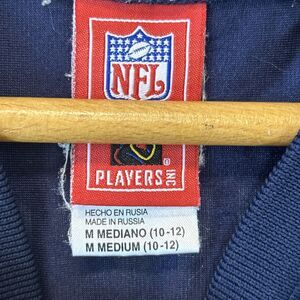 NFL
PLAYERS INC
®
HECHO EN RUSIA
MADE IN RUSSIA
M MEDIANO (10-12)
M MEDIUM (10-12)